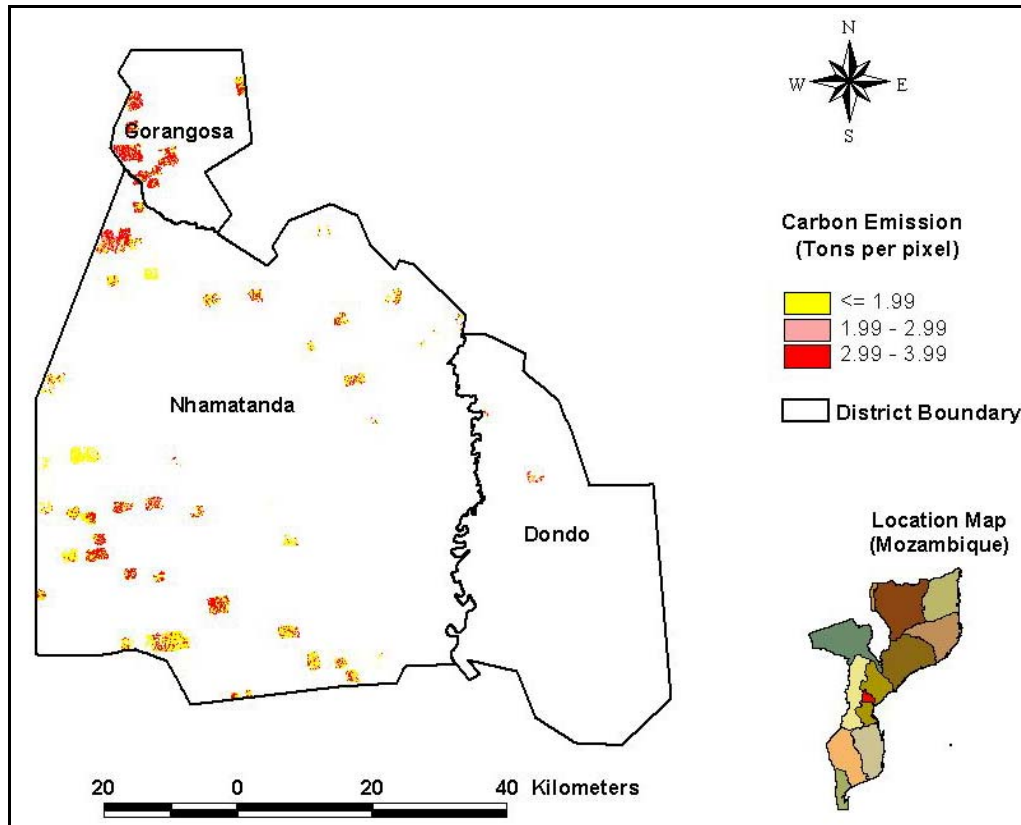 N
W E
S
Gorangosa
Carbon Emission
(Tons per pixel)
<= 1.99
1.99 - 2.99
2.99 - 3.99
District Boundary
Nhamatanda
Dondo
Location Map
(Mozambique)
20 0 20 40 Kilometers